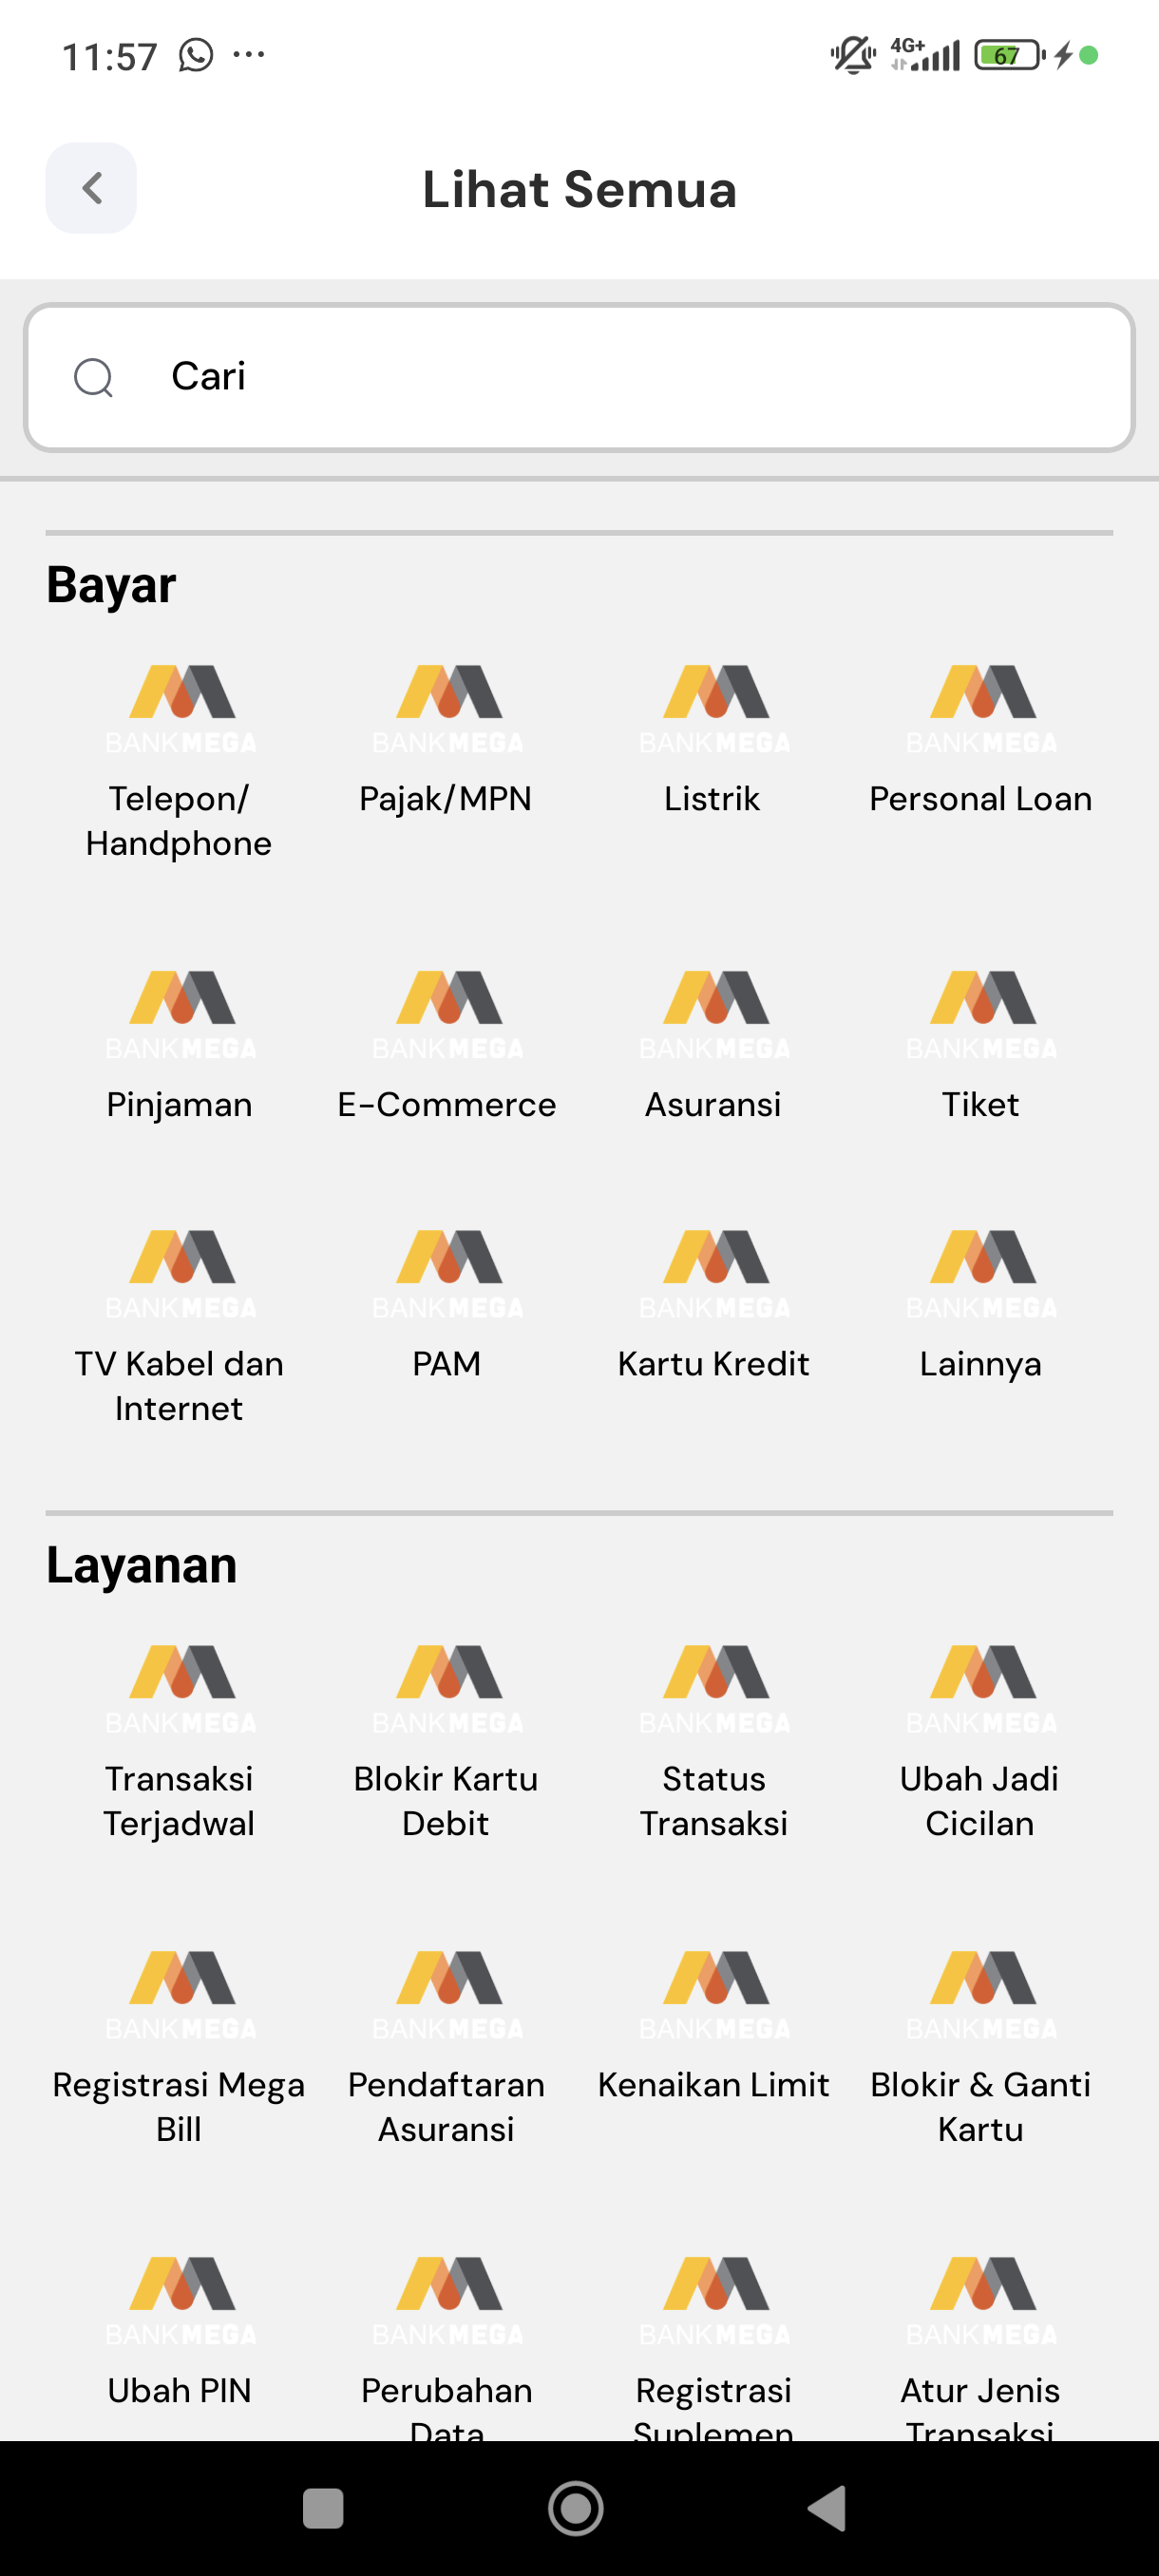 11:57
4G+
67
Lihat Semua
Cari
Bayar
BANKMEGA BANKMEGA BANKMEGA BANKMEGA
Telepon/
Handphone
Pajak/MPN
Listrik
Personal Loan
BANKMEGA BANKMEGA BANKMEGA BANKMEGA
Pinjaman
E-Commerce
Asuransi
Tiket
BANKMEGA BANKMEGA BANKMEGA BANKMEGA
TV Kabel dan
Internet
PAM
Kartu Kredit
Lainnya
Layanan
BANKMEGA BANKMEGA BANKMEGA BANKMEGA
Transaksi
Terjadwal
Blokir Kartu
Debit
Status
Transaksi
Ubah Jadi
Cicilan
BANKMEGA BANKMEGA BANKMEGA BANKMEGA
Registrasi Mega
Bill
Pendaftaran
Asuransi
Kenaikan Limit
Blokir & Ganti
Kartu
BANKMEGA BANKMEGA BANKMEGA BANKMEGA
Ubah PIN
Perubahan
Data
Registrasi
Suplemen
Atur Jenis
Transaksi